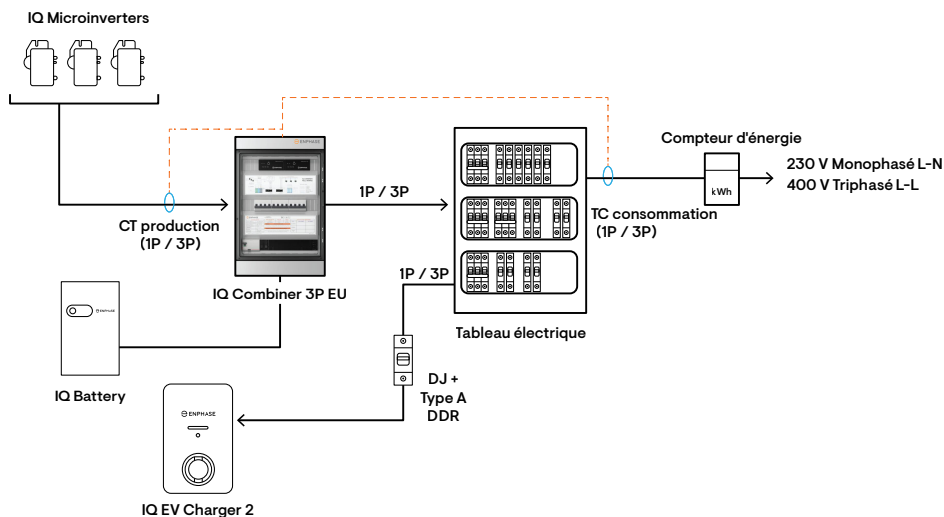 IQ Microinverters
ENPHASE
Compteur d'énergie
230 V Monophasé L-N
400 V Triphasé L-L
kWh
1P / 3P
CT production
(1P / 3P)
TC consommation
(1P / 3P)
IQ Combiner 3P EU
1P / 3P
Tableau électrique
ENPHASE
IQ Battery
DJ +
Type A
DDR
ENPHASE
IQ EV Charger 2